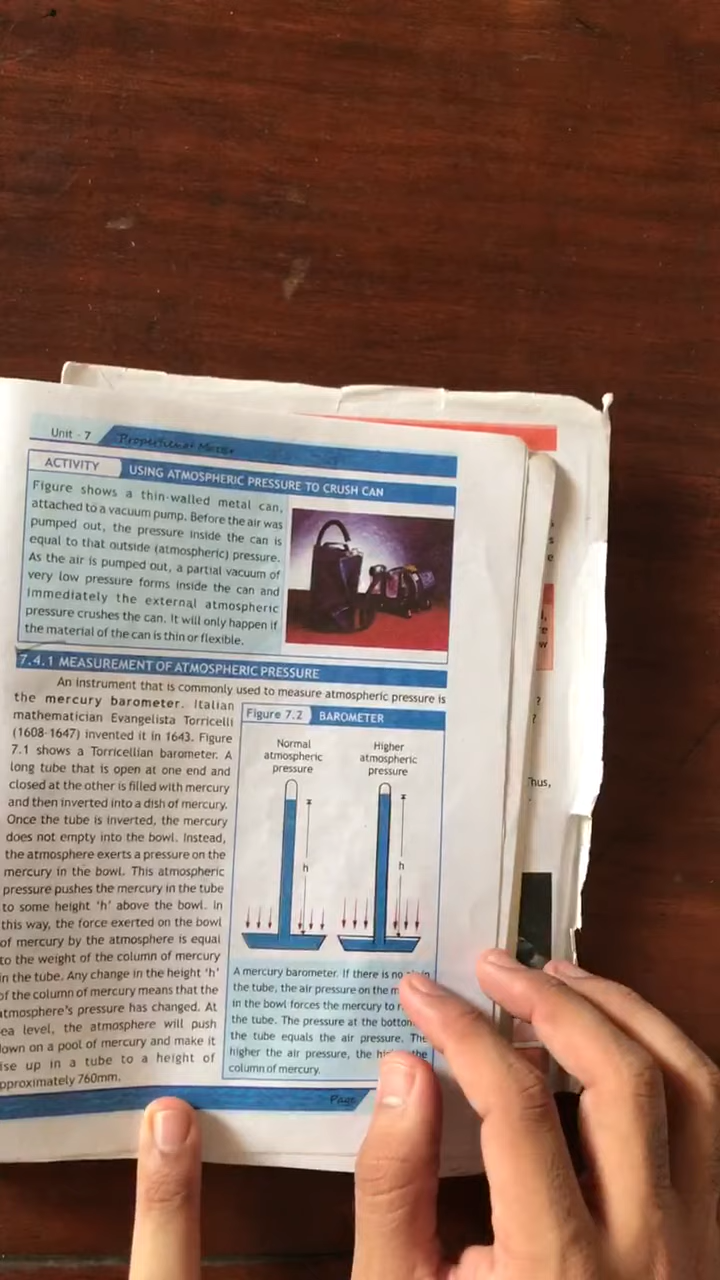 Unit - 7
Properties of Matter
ACTIVITY
USING ATMOSPHERIC PRESSURE TO CRUSH CAN
Figure shows a thin-walled metal can,
attached to a vacuum pump. Before the air was
pumped out, the pressure inside the can is
equal to that outside (atmospheric) pressure.
As the air is pumped out, a partial vacuum of
very low pressure forms inside the can and
immediately the external atmospheric
pressure crushes the can. It will only happen if
the material of the can is thin or flexible.
7.4.1 MEASUREMENT OF ATMOSPHERIC PRESSURE
An instrument that is commonly used to measure atmospheric pressure is
the mercury barometer. Italian
mathematician Evangelista Torricelli
(1608-1647) invented it in 1643. Figure
7.1 shows a Torricellian barometer. A
long tube that is open at one end and
closed at the other is filled with mercury
and then inverted into a dish of mercury.
Once the tube is inverted, the mercury
does not empty into the bowl. Instead,
the atmosphere exerts a pressure on the
mercury in the bowl. This atmospheric
pressure pushes the mercury in the tube
to some height 'h' above the bowl. In
this way, the force exerted on the bowl
of mercury by the atmosphere is equal
to the weight of the column of mercury
in the tube. Any change in the height 'h'
of the column of mercury means that the
atmosphere's pressure has changed. At
ea level, the atmosphere will push
down on a pool of mercury and make it
ise up in a tube to a height of
pproximately 760mm.
Figure 7.2
BAROMETER
Normal
atmospheric
pressure
Higher
atmospheric
pressure
h
h
A mercury barometer. If there is no in
the tube, the air pressure on the m
in the bowl forces the mercury to
the tube. The pressure at the bottom
the tube equals the air pressure. The
higher the air pressure, the the
column of mercury.
Page
?
?
Thus,